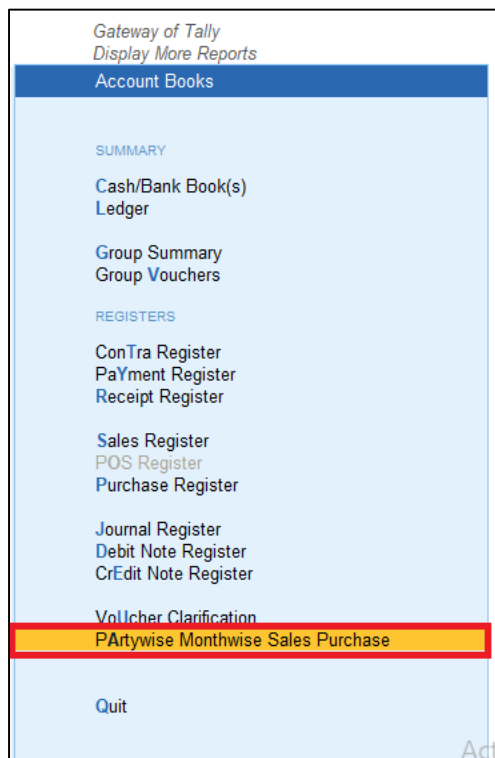 Gateway of Tally
Display More Reports
Account Books
SUMMARY
Cash/Bank Book(s)
Ledger
Group Summary
Group Vouchers
REGISTERS
ConTra Register
PaYment Register
Receipt Register
Sales Register
POS Register
Purchase Register
Journal Register
Debit Note Register
CrEdit Note Register
VoUcher Clarification
PArtywise Monthwise Sales Purchase
Quit
Act